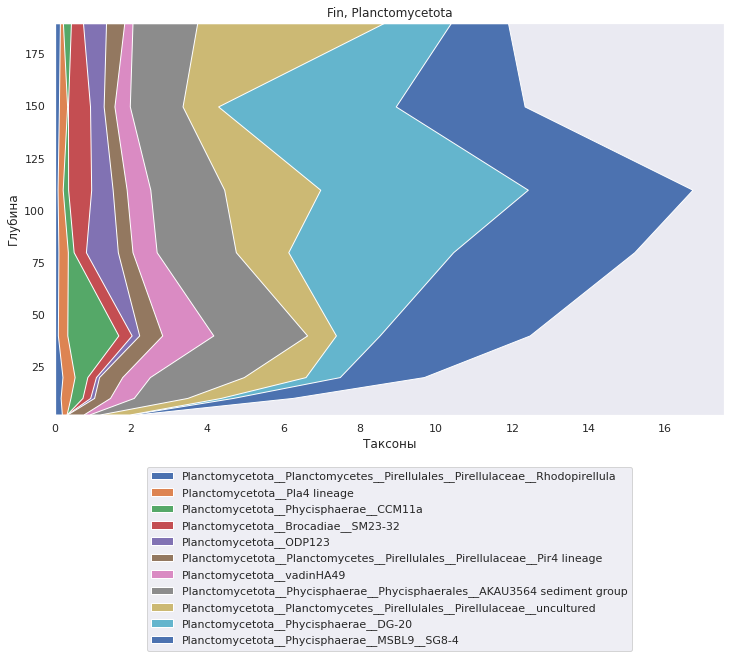 Fin, Planctomycetota
175
150
125
100
75
50
25
Глубина
0 2 4 6 8 10 12 14 16
Таксоны
Planctomycetota__Planctomycetes__Pirellulales__Pirellulaceae__Rhodopirellula
Planctomycetota__Pla4 lineage
Planctomycetota__Phycisphaerae__CCM11a
Planctomycetota__Brocadiae__SM23-32
Planctomycetota__ODP123
Planctomycetota__Planctomycetes__Pirellulales__Pirellulaceae__Pir4 lineage
Planctomycetota__vadinHA49
Planctomycetota__Phycisphaerae__Phycisphaerales__AKAU3564 sediment group
Planctomycetota__Planctomycetes__Pirellulales__Pirellulaceae__uncultured
Planctomycetota__Phycisphaerae__DG-20
Planctomycetota__Phycisphaerae__MSBL9__SG8-4